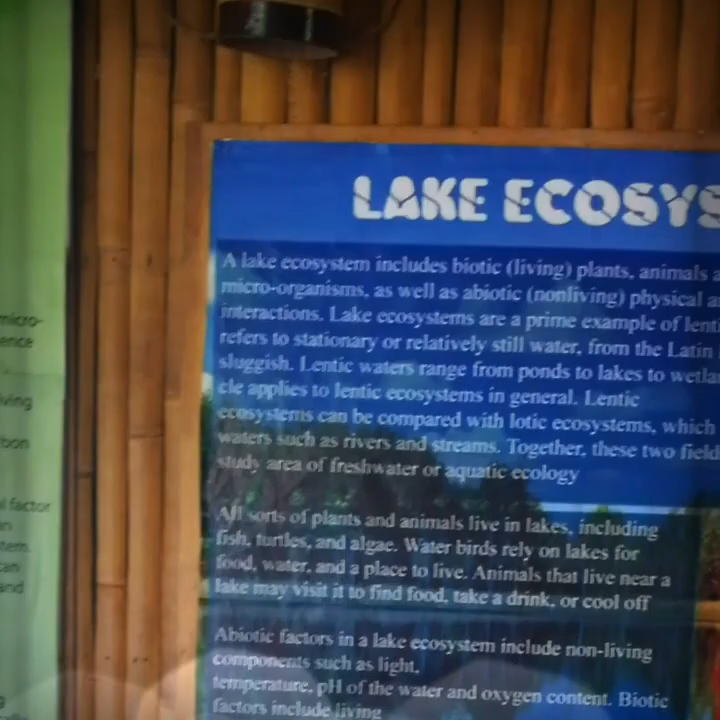 LAKE ECOSYS
A lake ecosystem includes biotic (living) plants, animals a
micro-organisms, as well as abiotic (nonliving) physical a
interactions. Lake ecosystems are a prime example of lent
refers to stationary or relatively still water, from the Latin
sluggish. Lentic waters range from ponds to lakes to wetla
cle applies to lentic ecosystems in general. Lentic
ecosystems can be compared with lotic ecosystems, which
waters such as rivers and streams. Together, these two field
study area of freshwater or aquatic ecology
All sorts of plants and animals live in lakes, including
fish, turtles, and algae. Water birds rely on lakes for
food, water, and a place to live. Animals that live near a
lake may visit it to find food, take a drink, or cool off
Abiotic factors in a lake ecosystem include non-living
components such as light,
temperature, pH of the water and oxygen content. Biotic
factors include living
micro-
ence
ving
bon
l factor
an
tem.
can
and